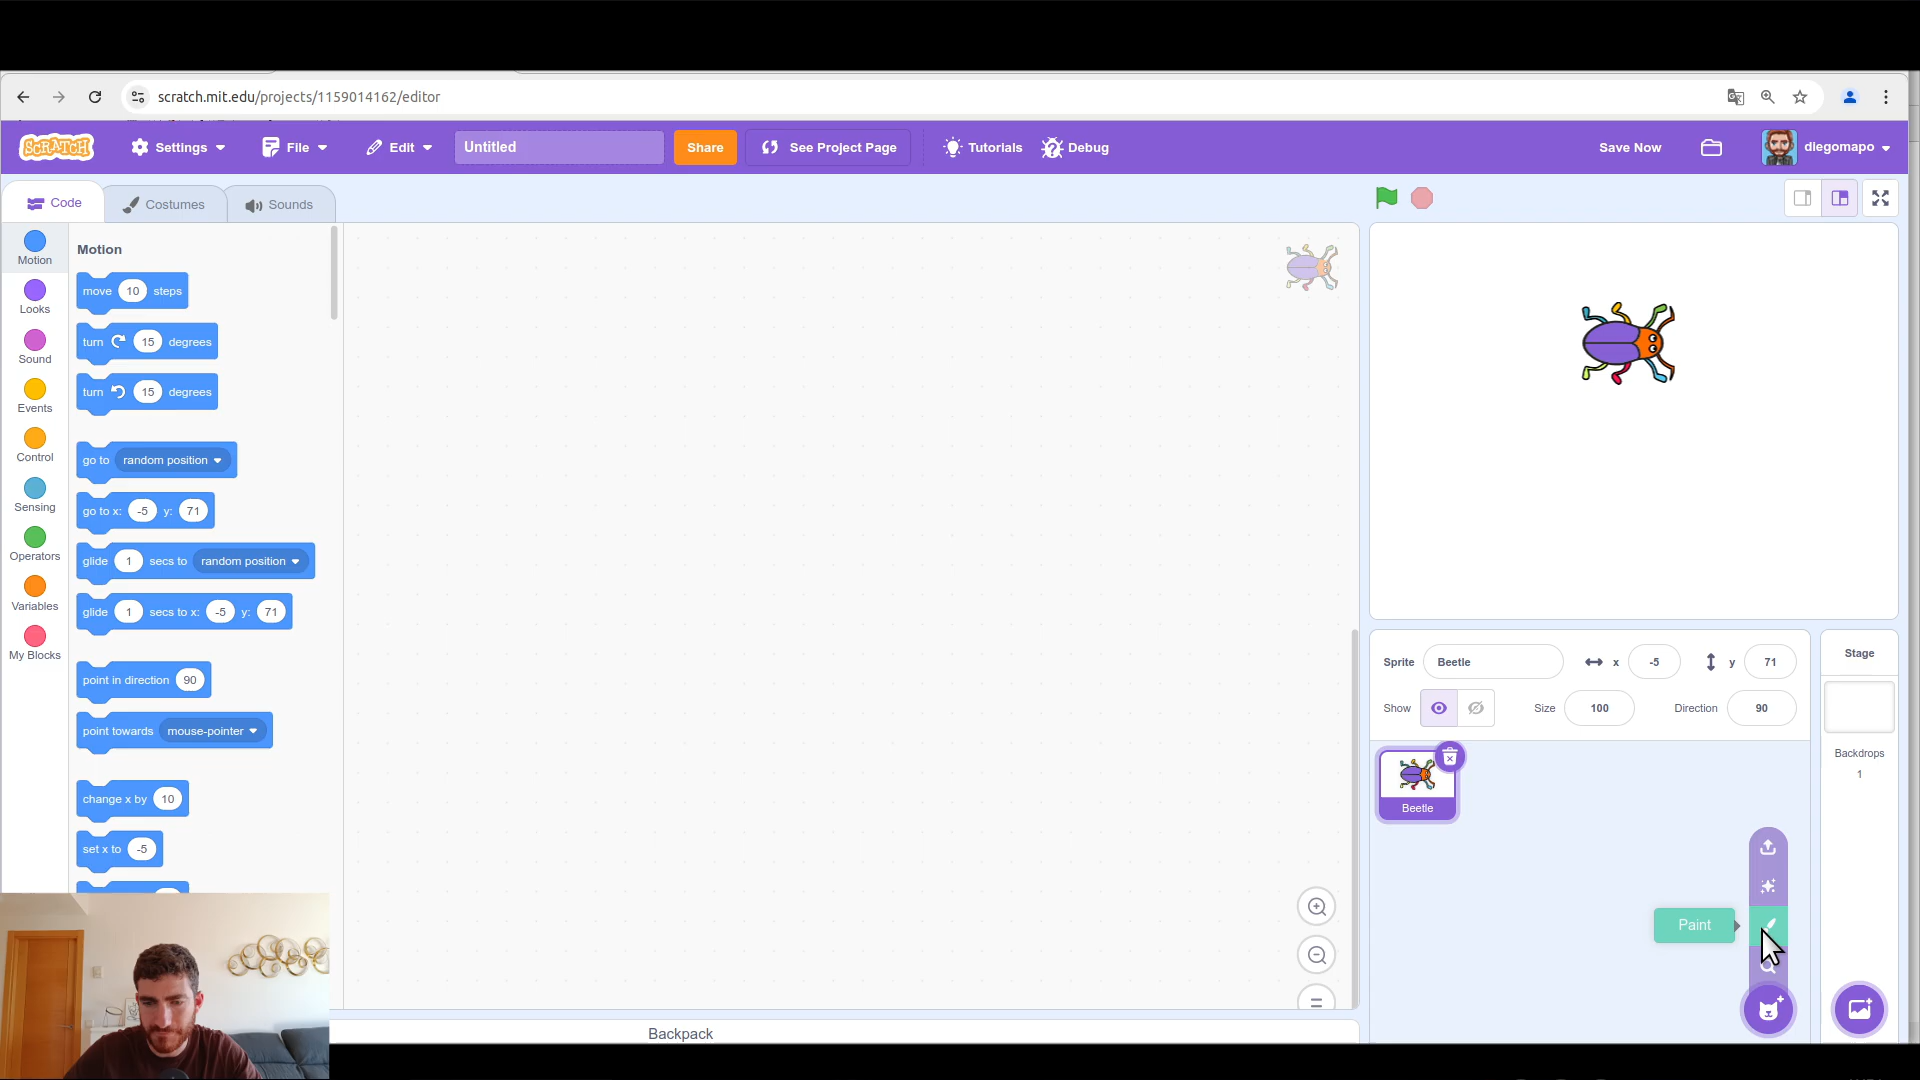 scratch.mit.edu/projects/1159014162/editor
SCRATCH
Settings
File
Edit
Untitled
Share
See Project Page
Tutorials
Debug
Save Now
diegomapo
Code
Costumes
Sounds
Motion
Looks
Sound
Events
Control
Sensing
Operators
Variables
My Blocks
Motion
move 10 steps
turn 15 degrees
turn 15 degrees
go to random position
go to x: -5 y: 71
glide 1 secs to random position
glide 1 secs to x: -5 y: 71
point in direction 90
point towards mouse-pointer
change x by 10
set x to -5
Backpack
Sprite Beetle x -5 y 71
Show Size 100 Direction 90
Beetle
Paint
Stage
Backdrops
1